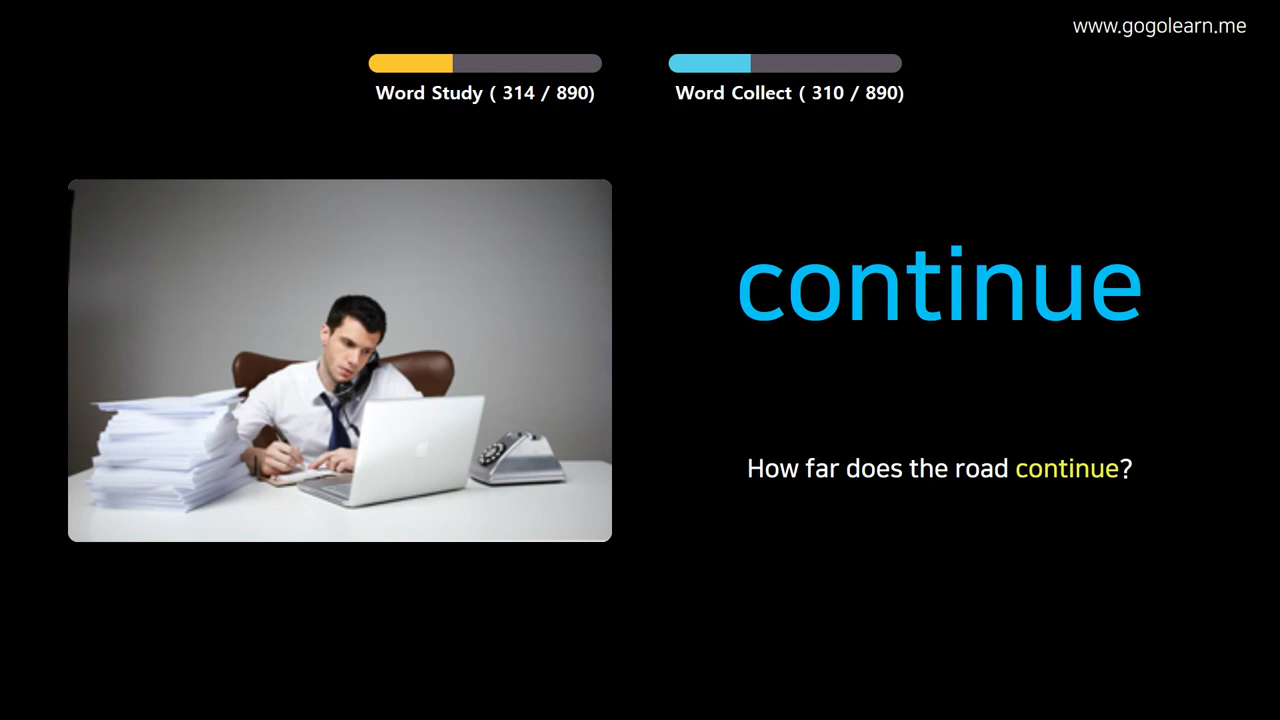 www.gogolearn.me
Word Study ( 314 / 890)
Word Collect ( 310 / 890)
continue
How far does the road continue?